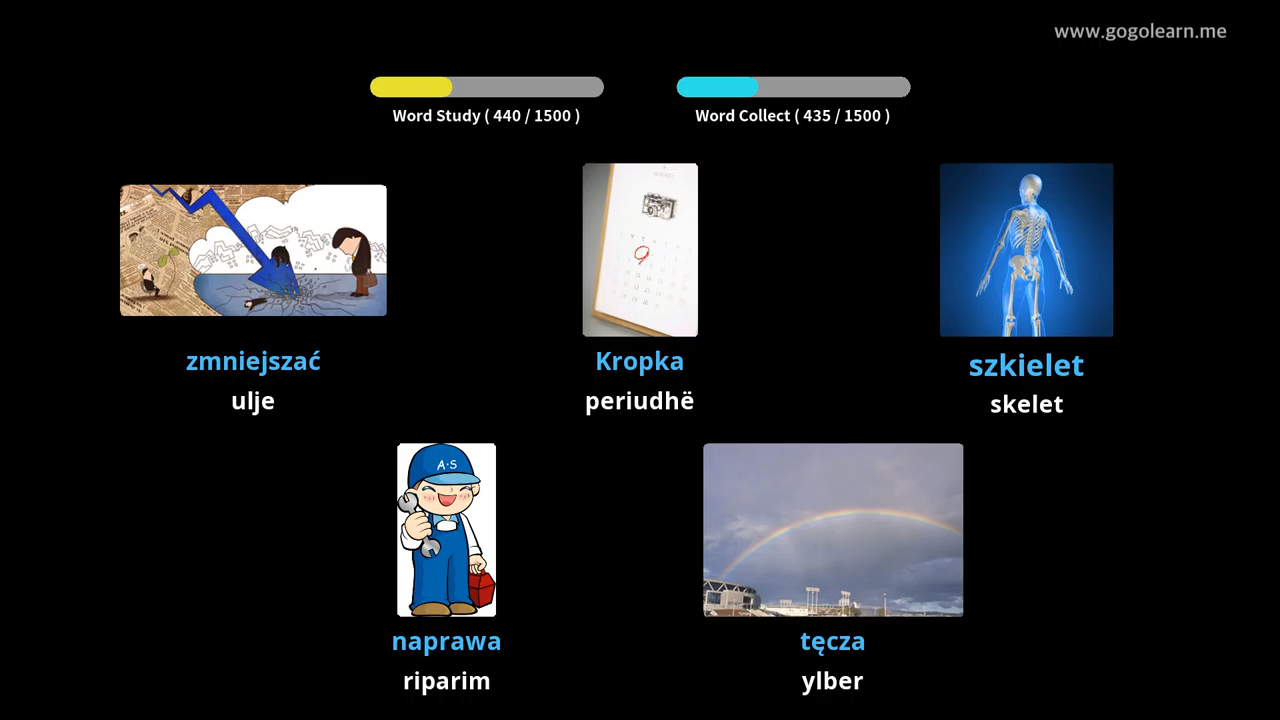 www.gogolearn.me
Word Study ( 440 / 1500 )
Word Collect ( 435 / 1500 )
zmniejszać
ulje
Kropka
periudhë
szkielet
skelet
9
A·S
naprawa
riparim
tęcza
ylber